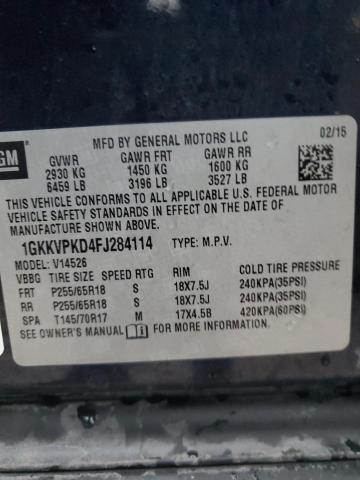 GM
MFD BY GENERAL MOTORS LLC 02/15
GVWR GAWR FRT GAWR RR
2930 KG 1450 KG 1600 KG
6459 LB 3196 LB 3527 LB
THIS VEHICLE CONFORMS TO ALL APPLICABLE U.S. FEDERAL MOTOR
VEHICLE SAFETY STANDARDS IN EFFECT ON THE DATE OF
MANUFACTURE SHOWN ABOVE.
1GKKVPKD4FJ284114 TYPE: M.P.V.
MODEL: V14526
VBBG TIRE SIZE SPEED RTG RIM COLD TIRE PRESSURE
FRT P255/65R18 S 18X7.5J 240KPA(35PSI)
RR P255/65R18 S 18X7.5J 240KPA(35PSI)
SPA T145/70R17 M 17X4.5B 420KPA(60PSI)
SEE OWNER'S MANUAL FOR MORE INFORMATION.